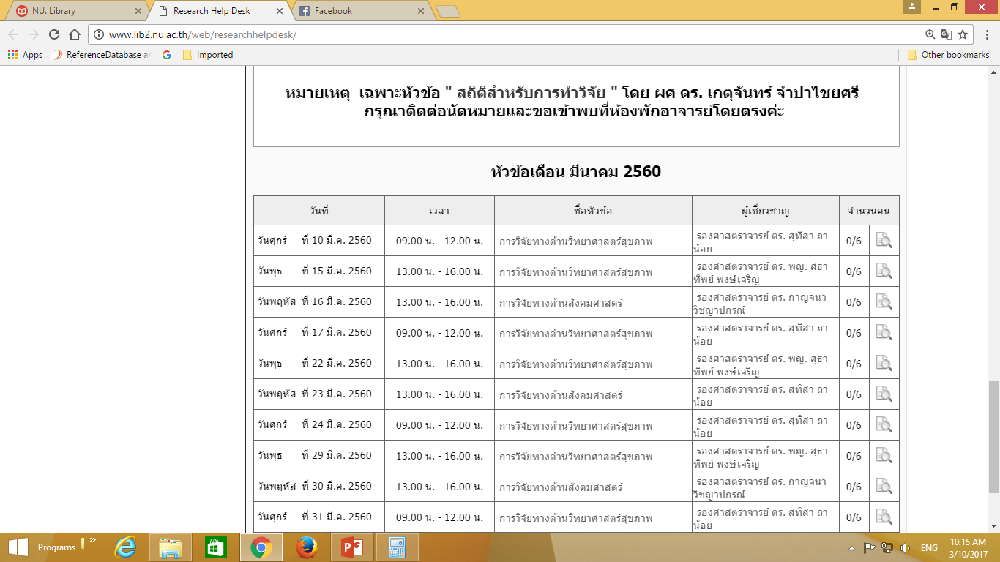 NU. Library
Research Help Desk
Facebook
www.lib2.nu.ac.th/web/researchhelpdesk/
Apps
ReferenceDatabase
Imported
Other bookmarks
หมายเหตุ เฉพาะหัวข้อ " สถิติสำหรับการทำวิจัย " โดย ผศ ดร. เกตุจันทร์ จำปาไชยศรี
กรุณาติดต่อนัดหมายและขอเข้าพบที่ห้องพักอาจารย์โดยตรงค่ะ
หัวข้อเดือน มีนาคม 2560
วันที่ เวลา ชื่อหัวข้อ ผู้เชี่ยวชาญ จำนวนคน
วันศุกร์ ที่ 10 มี.ค. 2560 09.00 น. - 12.00 น. การวิจัยทางด้านวิทยาศาสตร์สุขภาพ รองศาสตราจารย์ ดร. สุทิสา ถา
น้อย 0/6
วันพุธ ที่ 15 มี.ค. 2560 13.00 น. - 16.00 น. การวิจัยทางด้านวิทยาศาสตร์สุขภาพ รองศาสตราจารย์ ดร. พญ. สุธา
ทิพย์ พงษ์เจริญ 0/6
วันพฤหัส ที่ 16 มี.ค. 2560 13.00 น. - 16.00 น. การวิจัยทางด้านสังคมศาสตร์ รองศาสตราจารย์ ดร. กาญจนา
วิชญาปกรณ์ 0/6
วันศุกร์ ที่ 17 มี.ค. 2560 09.00 น. - 12.00 น. การวิจัยทางด้านวิทยาศาสตร์สุขภาพ รองศาสตราจารย์ ดร. สุทิสา ถา
น้อย 0/6
วันพุธ ที่ 22 มี.ค. 2560 13.00 น. - 16.00 น. การวิจัยทางด้านวิทยาศาสตร์สุขภาพ รองศาสตราจารย์ ดร. พญ. สุธา
ทิพย์ พงษ์เจริญ 0/6
วันพฤหัส ที่ 23 มี.ค. 2560 13.00 น. - 16.00 น. การวิจัยทางด้านสังคมศาสตร์ รองศาสตราจารย์ ดร. สุทิสา ถา
น้อย 0/6
วันศุกร์ ที่ 24 มี.ค. 2560 09.00 น. - 12.00 น. การวิจัยทางด้านวิทยาศาสตร์สุขภาพ รองศาสตราจารย์ ดร. สุทิสา ถา
น้อย 0/6
วันพุธ ที่ 29 มี.ค. 2560 13.00 น. - 16.00 น. การวิจัยทางด้านวิทยาศาสตร์สุขภาพ รองศาสตราจารย์ ดร. พญ. สุธา
ทิพย์ พงษ์เจริญ 0/6
วันพฤหัส ที่ 30 มี.ค. 2560 13.00 น. - 16.00 น. การวิจัยทางด้านสังคมศาสตร์ รองศาสตราจารย์ ดร. กาญจนา
วิชญาปกรณ์ 0/6
วันศุกร์ ที่ 31 มี.ค. 2560 09.00 น. - 12.00 น. การวิจัยทางด้านวิทยาศาสตร์สุขภาพ รองศาสตราจารย์ ดร. สุทิสา ถา
น้อย 0/6
Programs
ENG
10:15 AM
3/10/2017